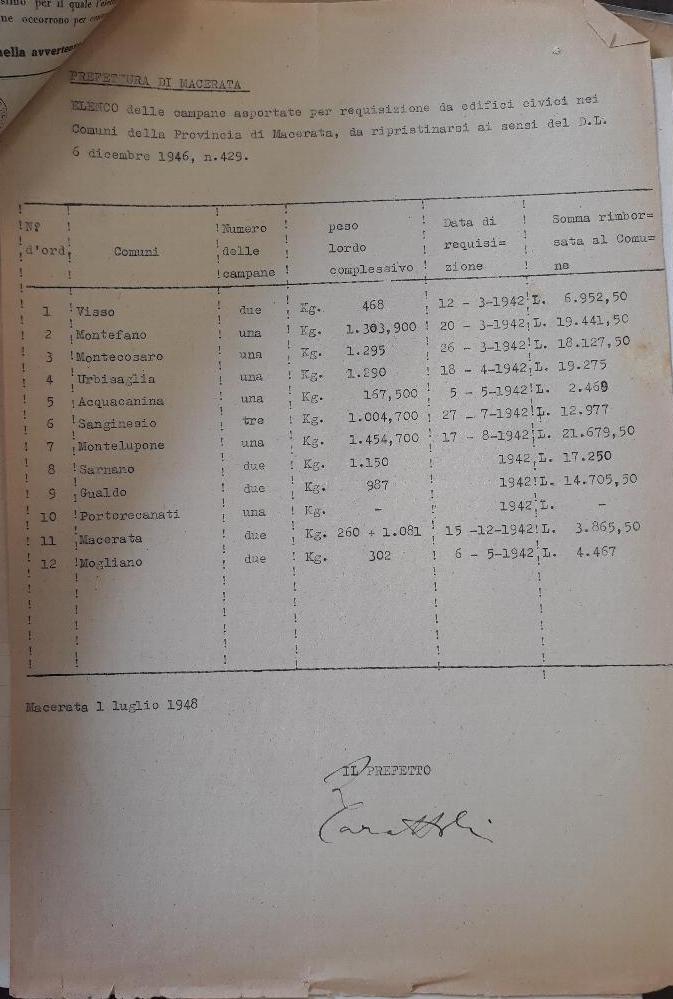 ella avverte
PREFETTURA DI MACERATA
ELENCO delle campane asportate per requisizione da edifici civici nei
Comuni della Provincia di Macerata, da ripristinarsi ai sensi del D.L.
6 dicembre 1946, n.429.
Nº d'ord. Comuni Numero delle campane peso lordo complessivo Data di requisi= zione Somma rimbor= sata al Comu= ne
1 Visso due Kg. 468 12 - 3-1942 L. 6.952,50
2 Montefano una Kg. 1.303,900 20 - 3-1942 L. 19.441,50
3 Montecosaro una Kg. 1.295 26 - 3-1942 L. 18.127,50
4 Urbisaglia una Kg. 1.290 18 - 4-1942 L. 19.275
5 Acquacanina una Kg. 167,500 5 - 5-1942 L. 2.469
6 Sanginesio tre Kg. 1.004,700 27 - 7-1942 L. 12.977
7 Montelupone una Kg. 1.454,700 17 - 8-1942 L. 21.679,50
8 Sarnano due Kg. 1.150 1942 L. 17.250
9 Gualdo due Kg. 987 1942 L. 14.705,50
10 Portorecanati una Kg. - 1942 L. -
11 Macerata due Kg. 260 + 1.081 15 -12-1942 L. 3.865,50
12 Mogliano due Kg. 302 6 - 5-1942 L. 4.467
Macerata 1 luglio 1948
IL PREFETTO